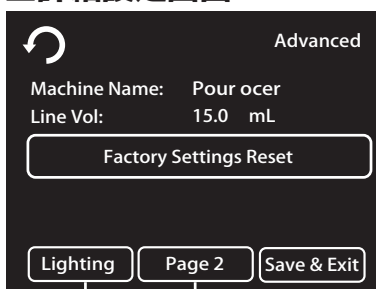 Advanced
Machine Name: Pour ocer
Line Vol: 15.0 mL
Factory Settings Reset
Lighting Page 2 Save & Exit